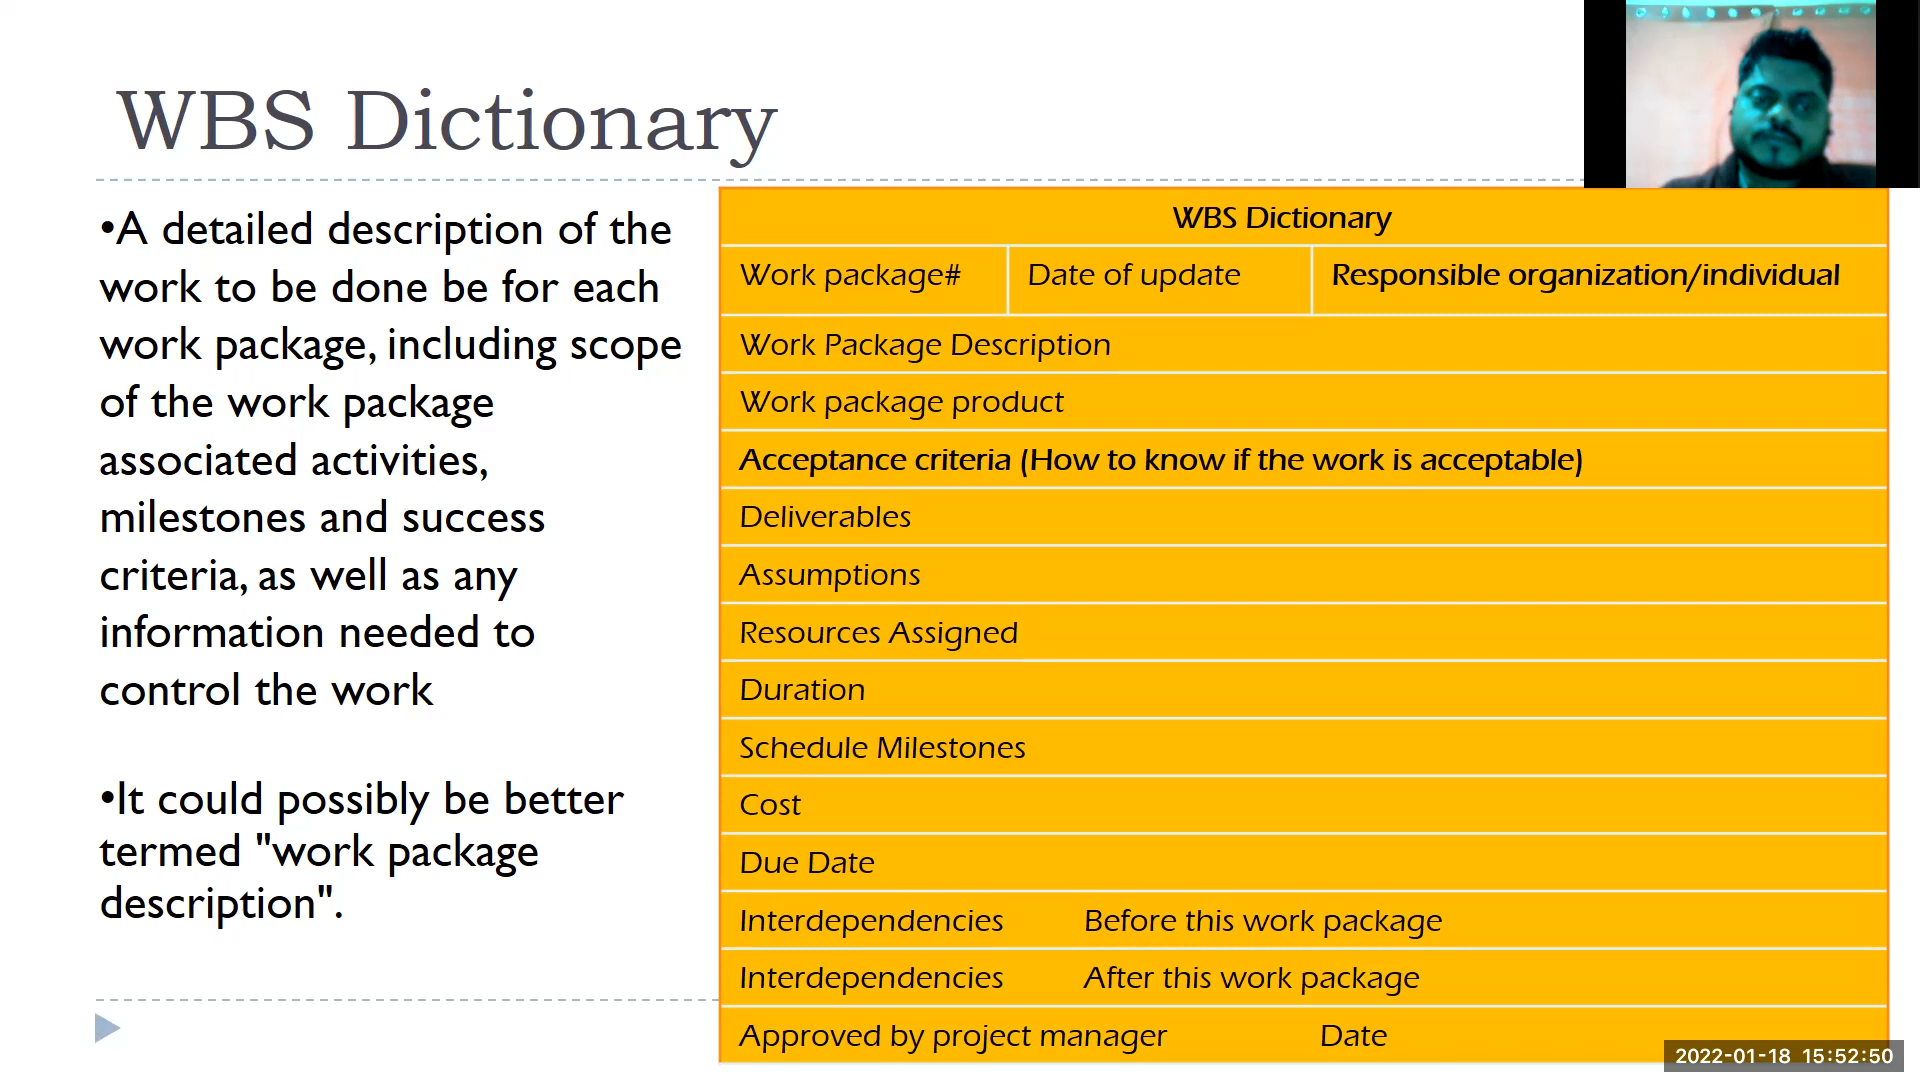 WBS Dictionary
•A detailed description of the
work to be done be for each
work package, including scope
of the work package
associated activities,
milestones and success
criteria, as well as any
information needed to
control the work
•It could possibly be better
termed "work package
description".
WBS Dictionary
Work package# Date of update Responsible organization/individual
Work Package Description
Work package product
Acceptance criteria (How to know if the work is acceptable)
Deliverables
Assumptions
Resources Assigned
Duration
Schedule Milestones
Cost
Due Date
Interdependencies Before this work package
Interdependencies After this work package
Approved by project manager Date
2022-01-18 15:52:50